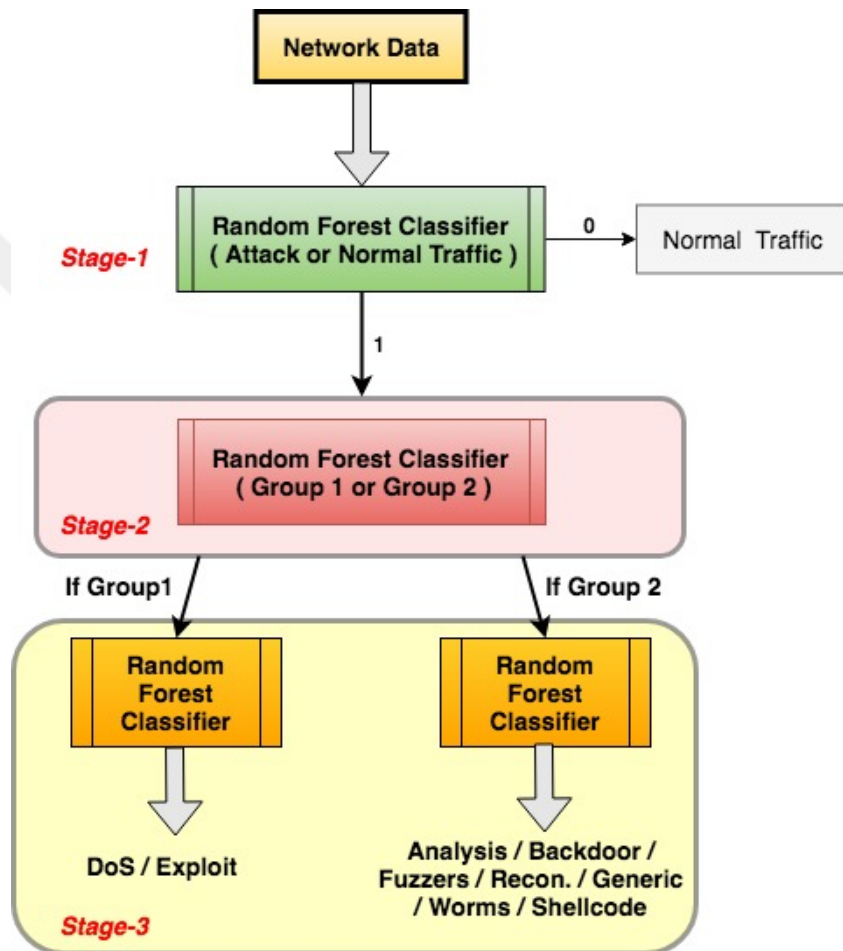 Network Data
Random Forest Classifier
( Attack or Normal Traffic )
0
Normal Traffic
Stage-1
1
Random Forest Classifier
( Group 1 or Group 2 )
Stage-2
If Group1
If Group 2
Random
Forest
Classifier
Random
Forest
Classifier
DoS / Exploit
Analysis / Backdoor /
Fuzzers / Recon. / Generic
/ Worms / Shellcode
Stage-3